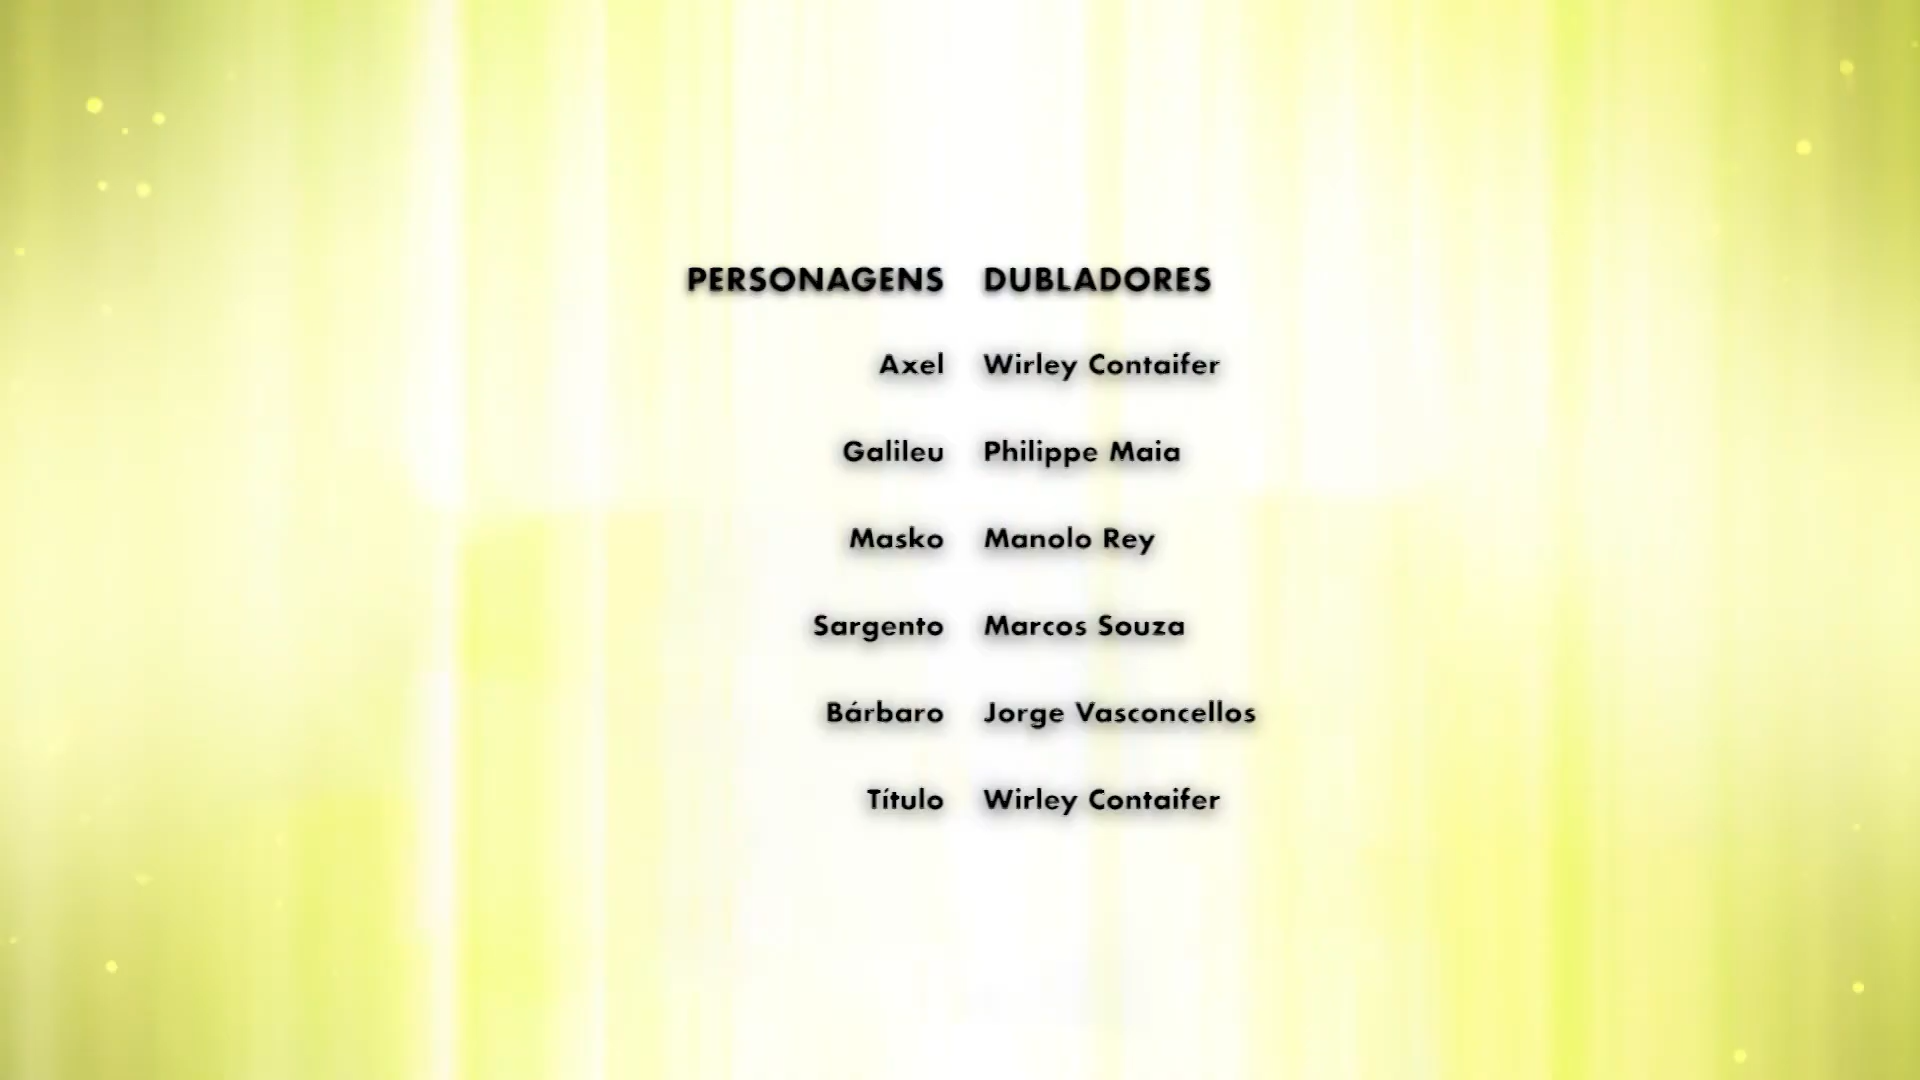 PERSONAGENS DUBLADORES
Axel Wirley Contaifer
Galileu Philippe Maia
Masko Manolo Rey
Sargento Marcos Souza
Bárbaro Jorge Vasconcellos
Título Wirley Contaifer